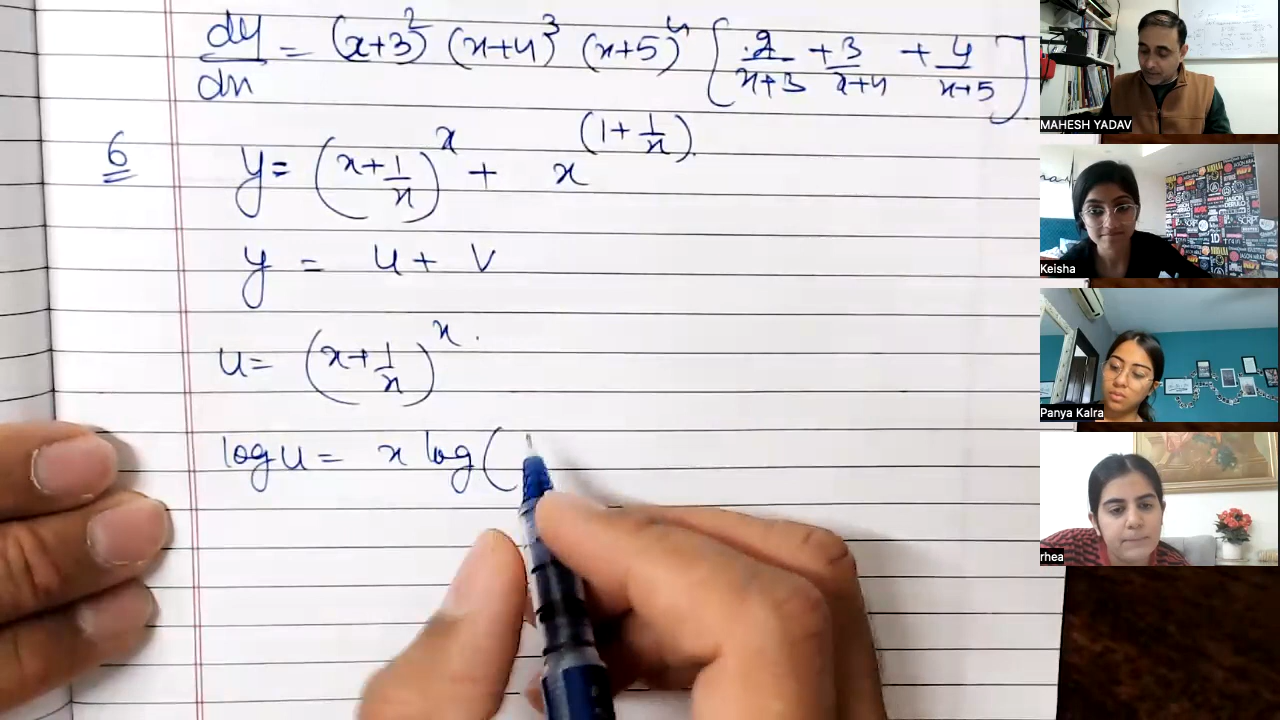 dy/dx = (x+3)² (x+4)³ (x+5)⁴ [2/(x+3) + 3/(x+4) + 4/(x+5)]
6 y = (x+1/x)^x + x^(1+1/x)
y = u + v
u = (x+1/x)^x.
log u = x log (
MAHESH YADAV
Keisha
Panya Kalra
rhea